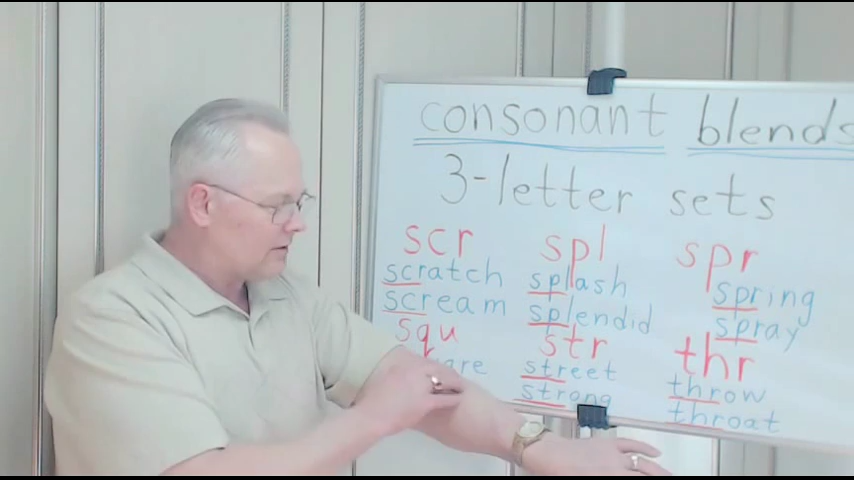 consonant blends
3-letter sets
scr spl spr
scratch splash spring
scream splendid spray
squ str thr
street throw
strong throat